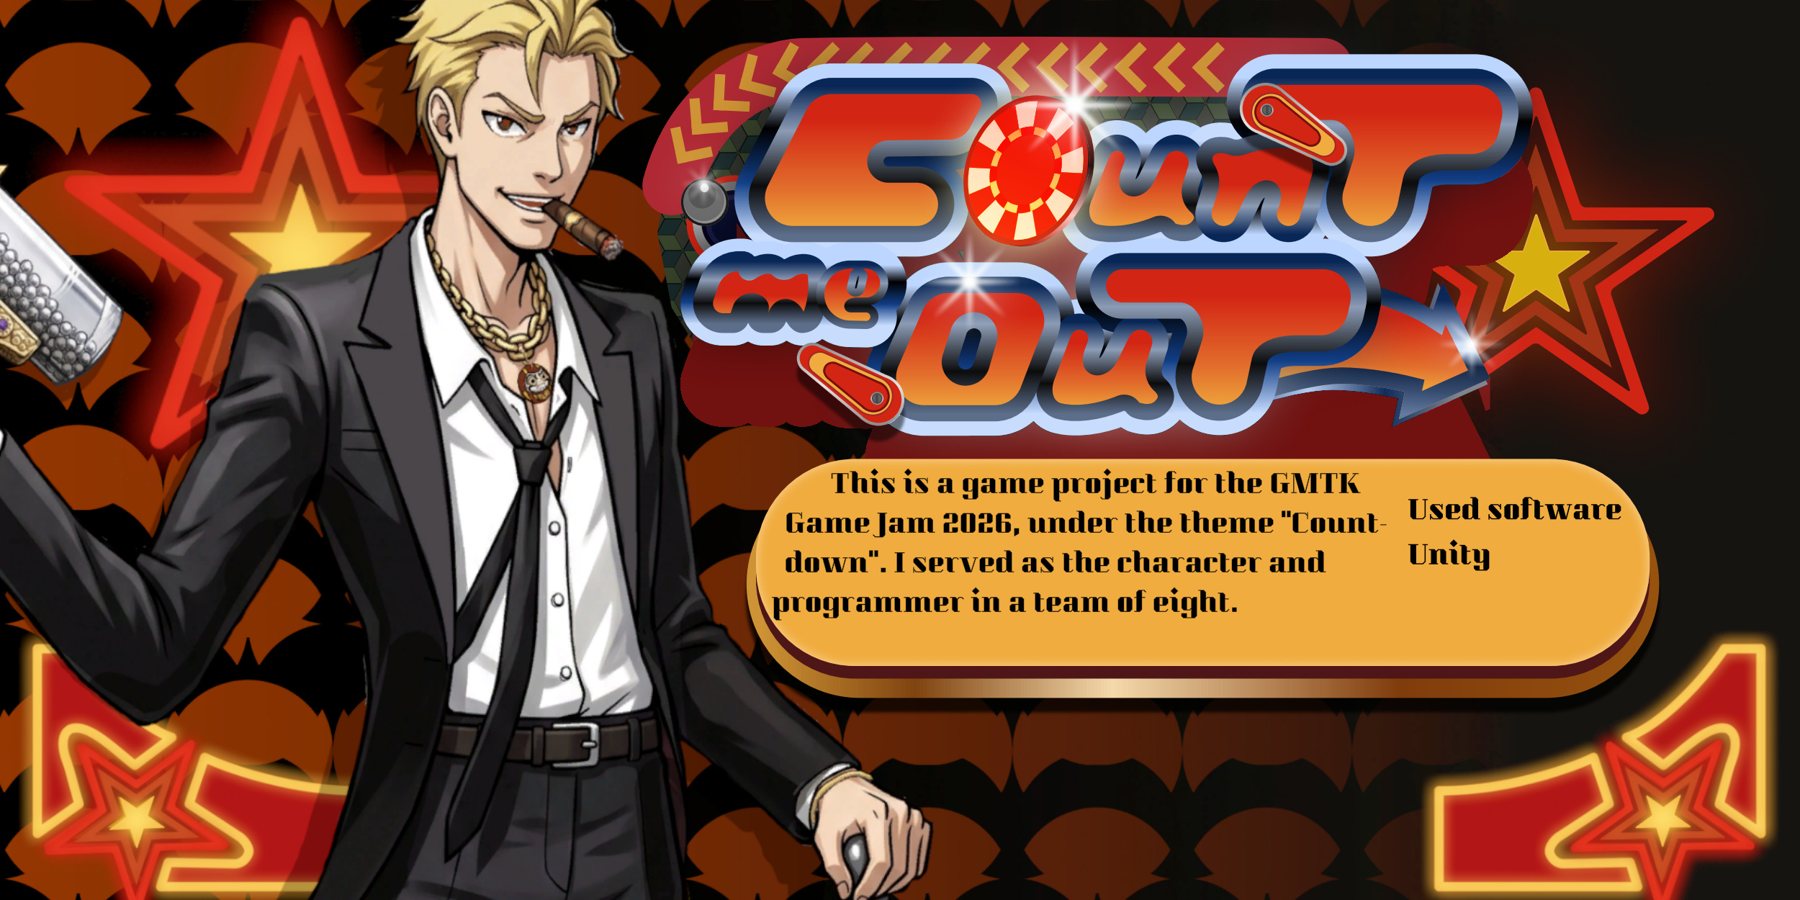 CounT
me OuT
This is a game project for the GMTK
Game Jam 2026, under the theme "Count-
down". I served as the character and
programmer in a team of eight.
Used software
Unity